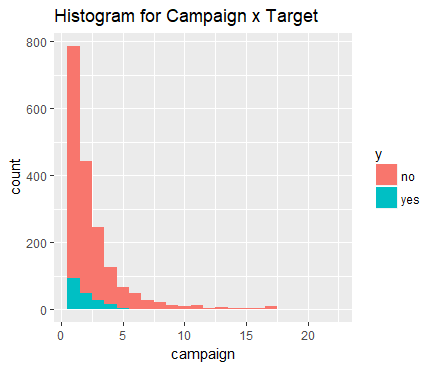 Histogram for Campaign x Target
800
600
400
200
0
count
0 5 10 15 20
campaign
y
no
yes